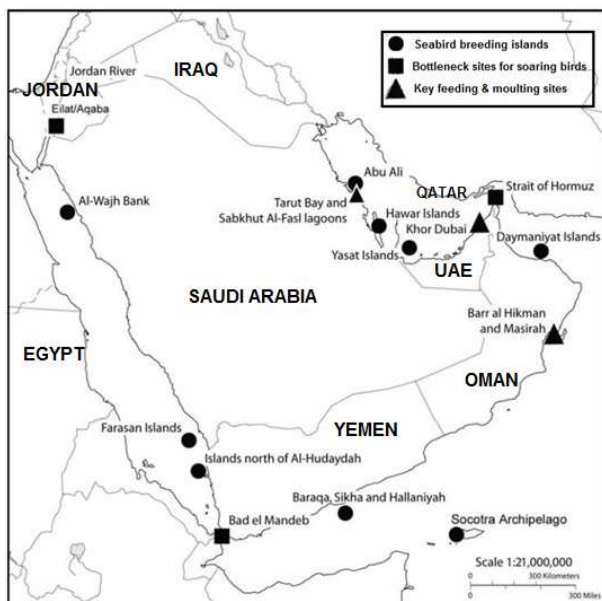 Seabird breeding islands
Bottleneck sites for soaring birds
Key feeding & moulting sites
IRAQ
Jordan River
JORDAN
Eilat/Aqaba
Abu Ali
QATAR
Strait of Hormuz
Al-Wajh Bank
Tarut Bay and
Sabkhut Al-Fasl lagoons
Hawar Islands
Khor Dubai
Daymaniyat Islands
Yasat Islands
UAE
SAUDI ARABIA
Barr al Hikman
and Masirah
EGYPT
OMAN
Farasan Islands
YEMEN
Islands north of Al-Hudaydah
Baraqa, Sikha and Hallaniyah
Bad el Mandeb
Socotra Archipelago
Scale 1:21,000,000
0 300 Kilometers
0 300 Miles